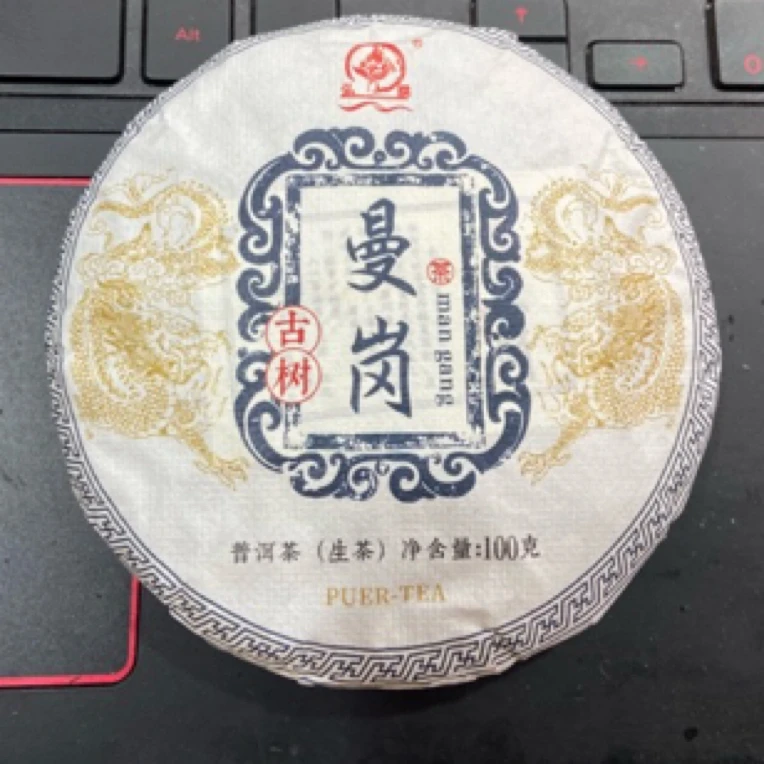 Alt
曼岗
茶
man gang
古树
普洱茶（生茶）净含量:100克
PUER-TEA